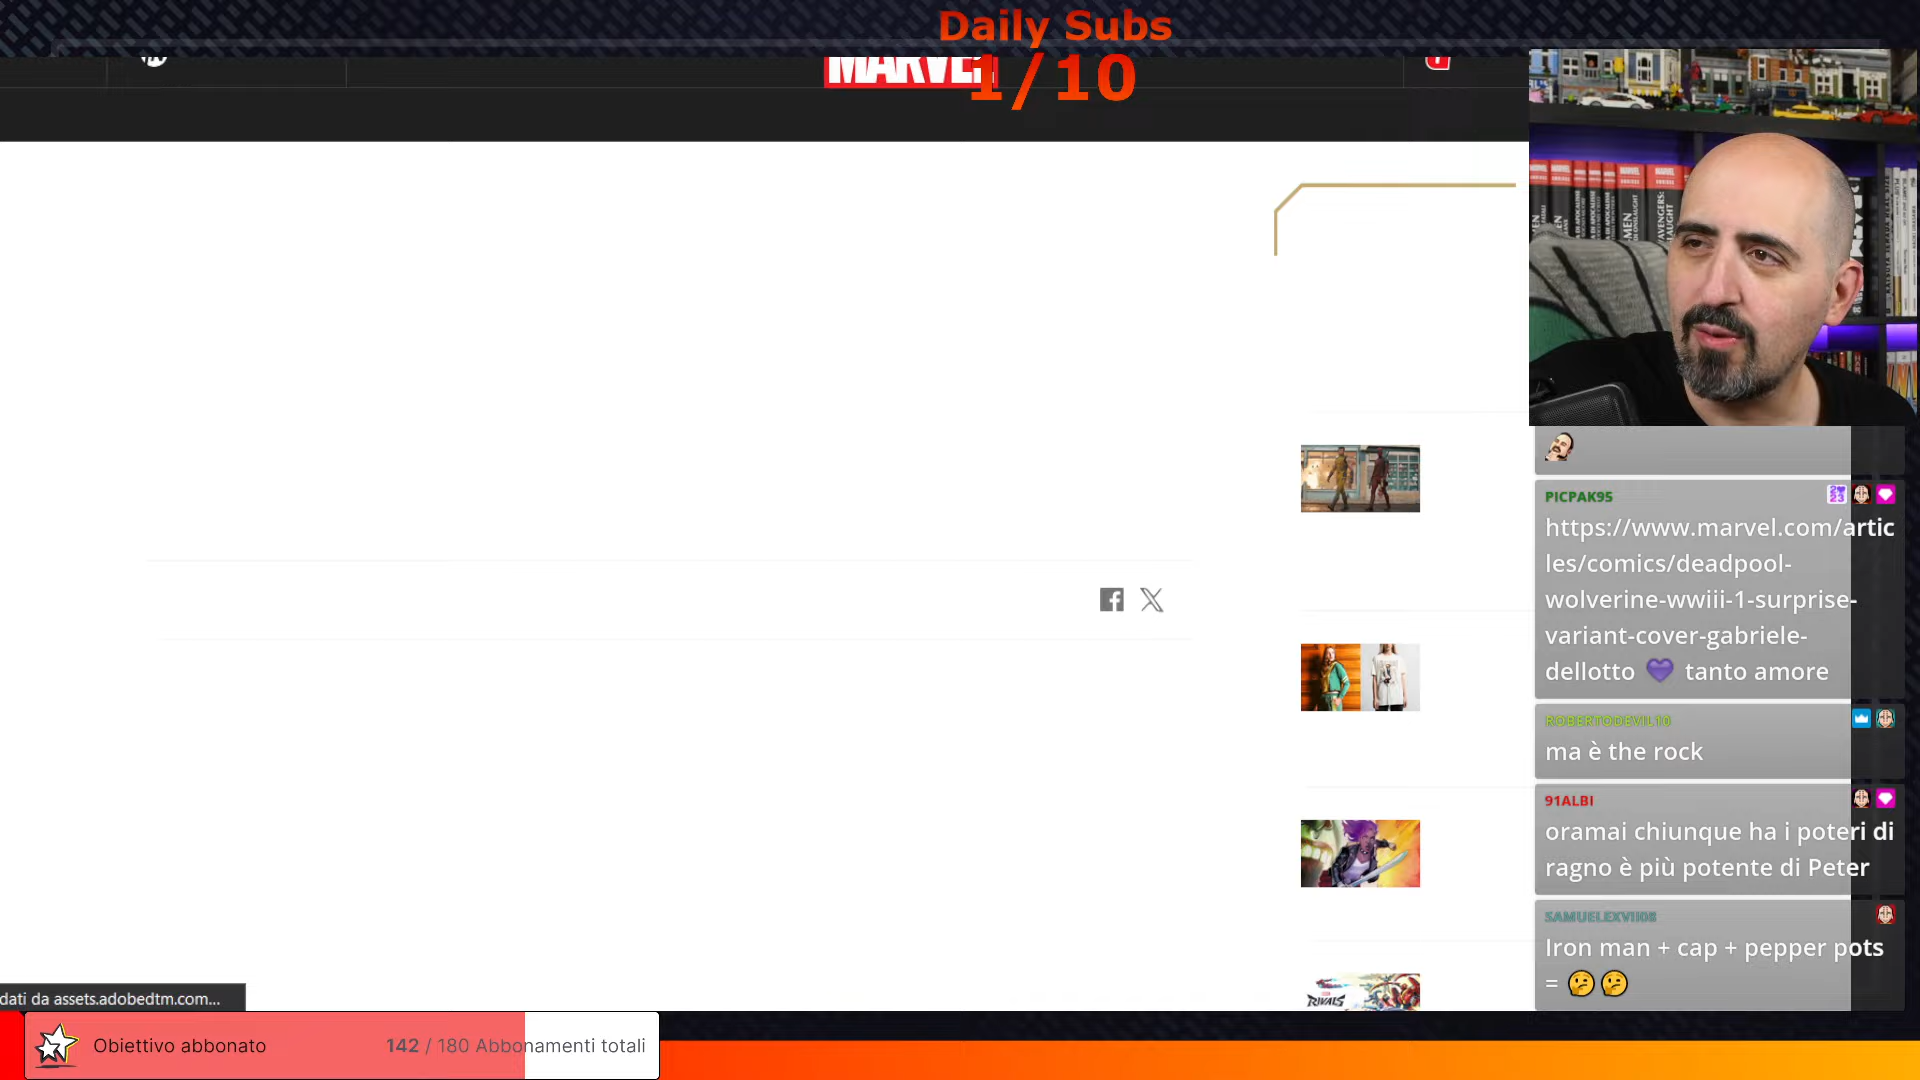 Daily Subs
1/10
MARVEL
PICPAK95
https://www.marvel.com/artic
les/comics/deadpool-
wolverine-wwiii-1-surprise-
variant-cover-gabriele-
dellotto 💜 tanto amore
ROBERTODEVIL10
ma è the rock
91ALBI
oramai chiunque ha i poteri di
ragno è più potente di Peter
SAMUELEXVII08
Iron man + cap + pepper pots
= 🤔🤔
RIVALS
dati da assets.adobedtm.com...
Obiettivo abbonato
142 / 180 Abbonamenti totali